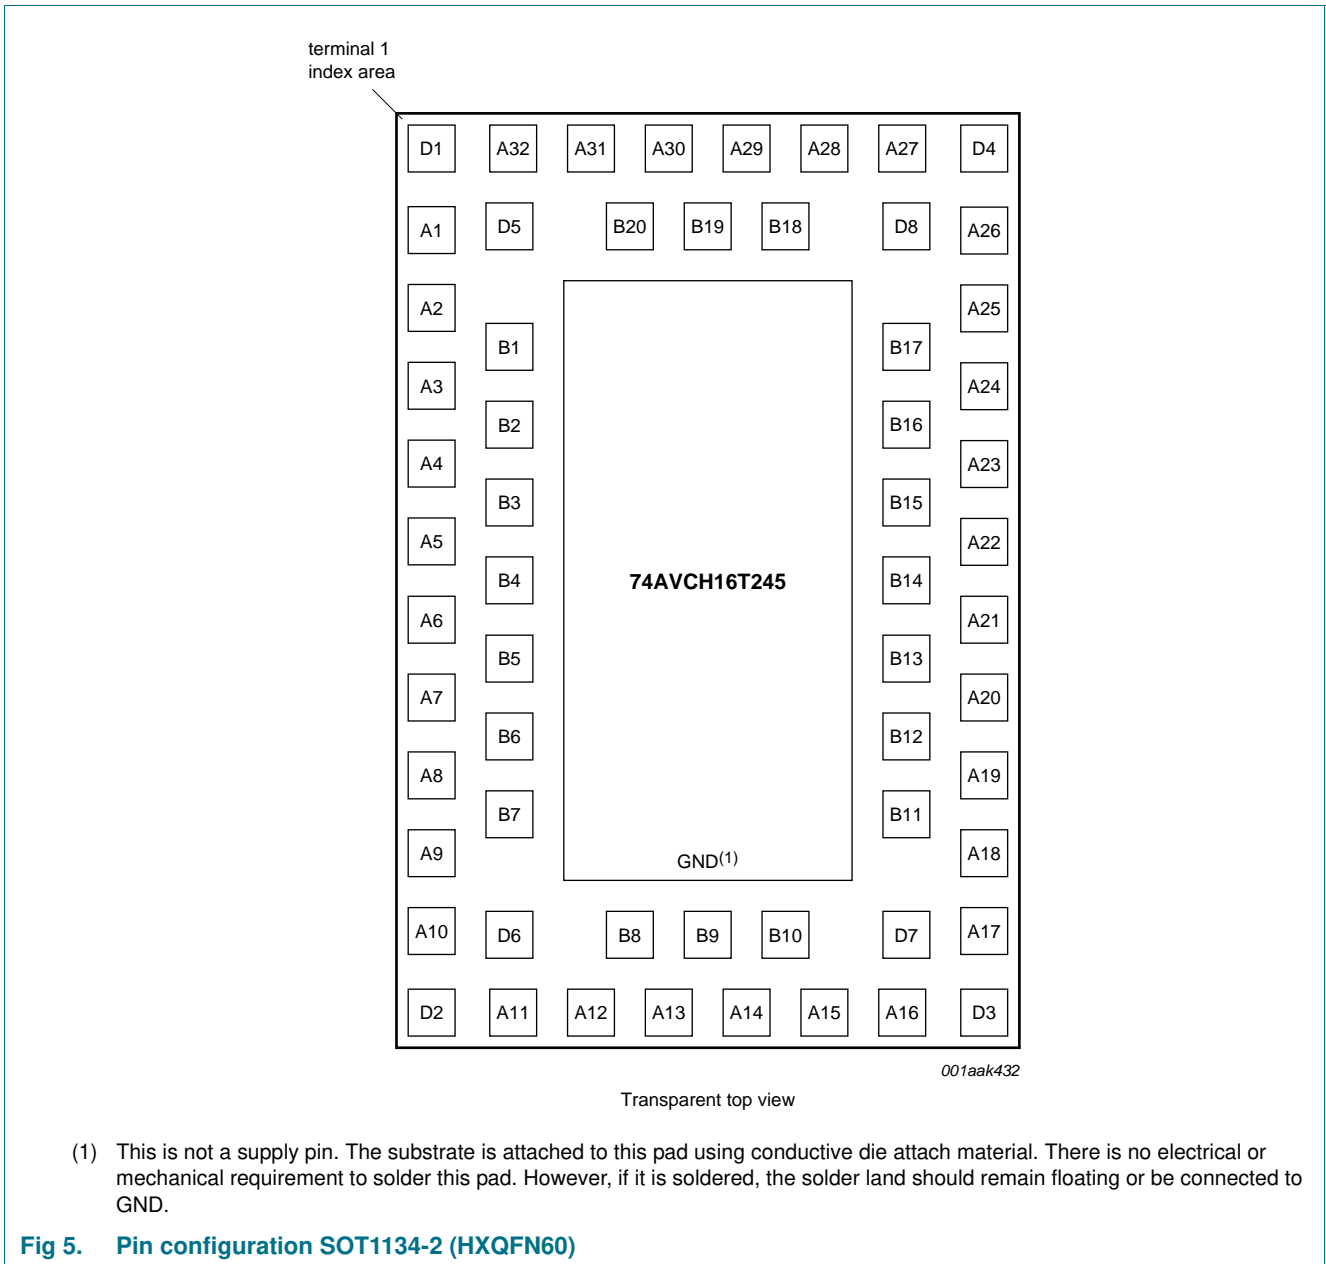 terminal 1
index area
D1 A32 A31 A30 A29 A28 A27 D4
A1 D5 B20 B19 B18 D8 A26
A2 A25
B1 B17
A3 A24
B2 B16
A4 A23
B3 B15
A5 A22
B4 74AVCH16T245 B14
A6 A21
B5 B13
A7 A20
B6 B12
A8 A19
B7 B11
A9 GND(1) A18
A10 D6 B8 B9 B10 D7 A17
D2 A11 A12 A13 A14 A15 A16 D3
001aak432
Transparent top view
(1) This is not a supply pin. The substrate is attached to this pad using conductive die attach material. There is no electrical or
mechanical requirement to solder this pad. However, if it is soldered, the solder land should remain floating or be connected to
GND.
Fig 5. Pin configuration SOT1134-2 (HXQFN60)